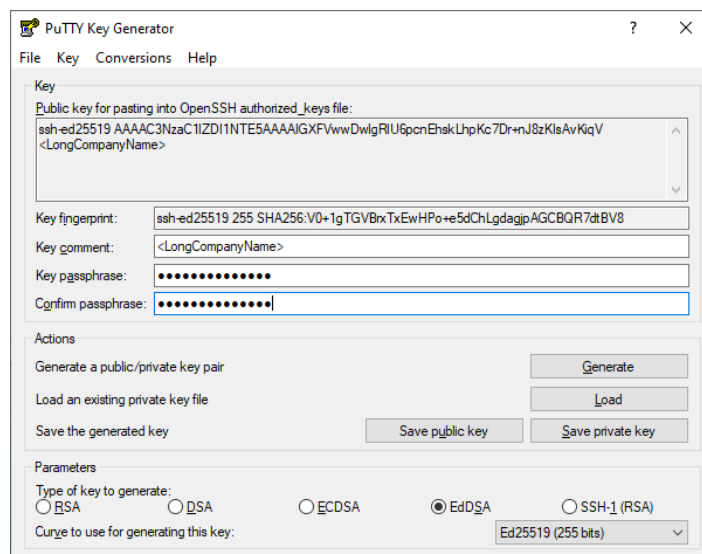 PuTTY Key Generator
? ×
File Key Conversions Help
Key
Public key for pasting into OpenSSH authorized_keys file:
ssh-ed25519 AAAAC3NzaC1lZDI1NTE5AAAAIGXFVwwDwlgRlU6pcnEhskLhpKc7Dr+nJ8zKlsAvKiqV
<LongCompanyName>
Key fingerprint: ssh-ed25519 255 SHA256:V0+1gTGVBrxTxEwHPo+e5dChLgdagjpAGCBQR7dtBV8
Key comment: <LongCompanyName>
Key passphrase: ●●●●●●●●●●●●●●
Confirm passphrase: ●●●●●●●●●●●●●●
Actions
Generate a public/private key pair Generate
Load an existing private key file Load
Save the generated key Save public key Save private key
Parameters
Type of key to generate:
RSA DSA ECDSA EdDSA SSH-1 (RSA)
Curve to use for generating this key: Ed25519 (255 bits)